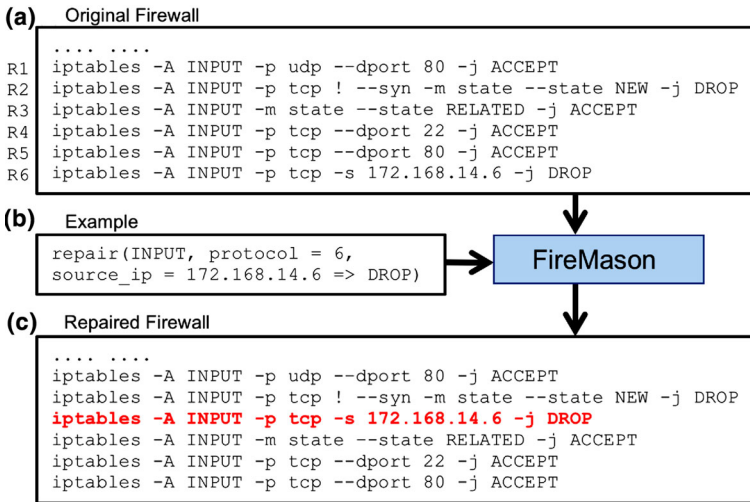 (a) Original Firewall
.... ....
R1 iptables -A INPUT -p udp --dport 80 -j ACCEPT
R2 iptables -A INPUT -p tcp ! --syn -m state --state NEW -j DROP
R3 iptables -A INPUT -m state --state RELATED -j ACCEPT
R4 iptables -A INPUT -p tcp --dport 22 -j ACCEPT
R5 iptables -A INPUT -p tcp --dport 80 -j ACCEPT
R6 iptables -A INPUT -p tcp -s 172.168.14.6 -j DROP
(b) Example
repair(INPUT, protocol = 6,
source_ip = 172.168.14.6 => DROP)
FireMason
(c) Repaired Firewall
.... ....
iptables -A INPUT -p udp --dport 80 -j ACCEPT
iptables -A INPUT -p tcp ! --syn -m state --state NEW -j DROP
iptables -A INPUT -p tcp -s 172.168.14.6 -j DROP
iptables -A INPUT -m state --state RELATED -j ACCEPT
iptables -A INPUT -p tcp --dport 22 -j ACCEPT
iptables -A INPUT -p tcp --dport 80 -j ACCEPT